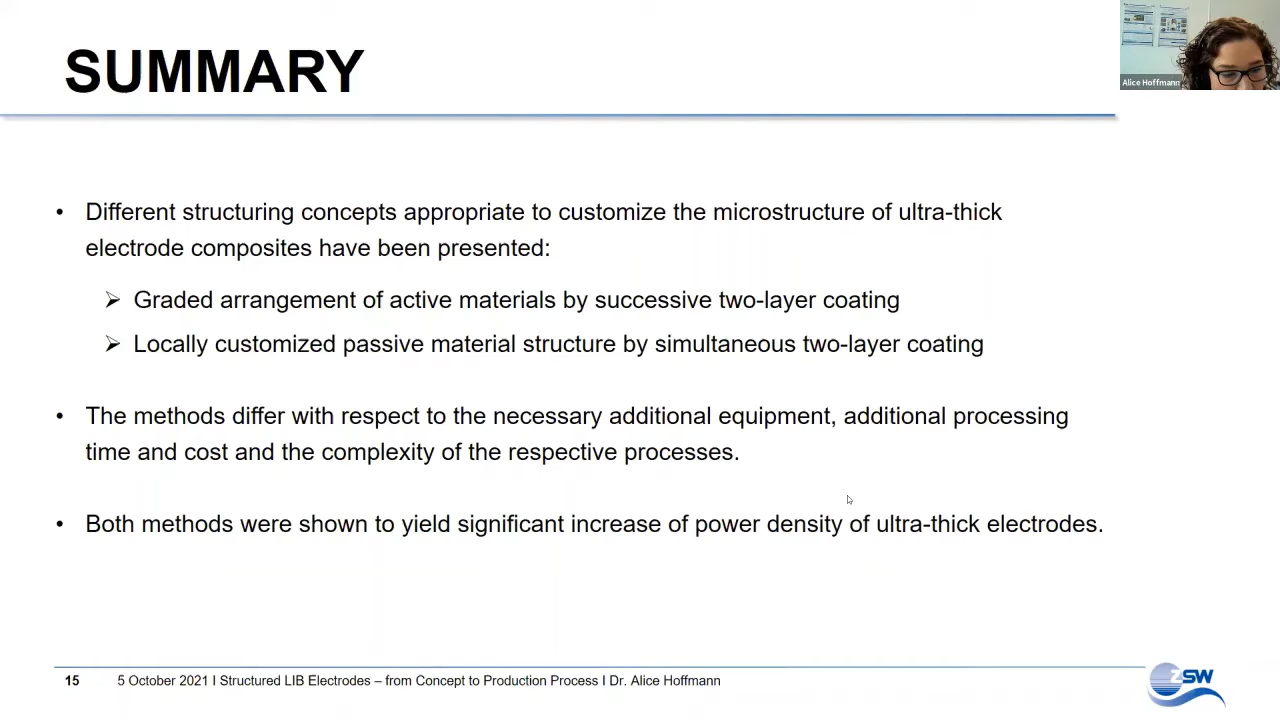 SUMMARY
Alice Hoffmann
• Different structuring concepts appropriate to customize the microstructure of ultra-thick
electrode composites have been presented:
➢ Graded arrangement of active materials by successive two-layer coating
➢ Locally customized passive material structure by simultaneous two-layer coating
• The methods differ with respect to the necessary additional equipment, additional processing
time and cost and the complexity of the respective processes.
• Both methods were shown to yield significant increase of power density of ultra-thick electrodes.
15 5 October 2021 I Structured LIB Electrodes – from Concept to Production Process I Dr. Alice Hoffmann
ZSW